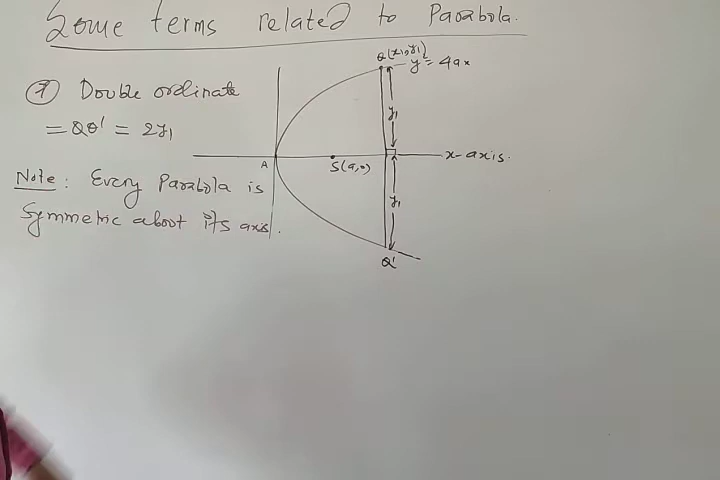 Some terms related to Parabola.
Q(x1,y1)
y² = 4ax
⑦ Double ordinate
= QQ' = 2y1
y1
A
S(a,0)
x-axis.
Note: Every Parabola is
Symmetric about its axis.
y1
Q'